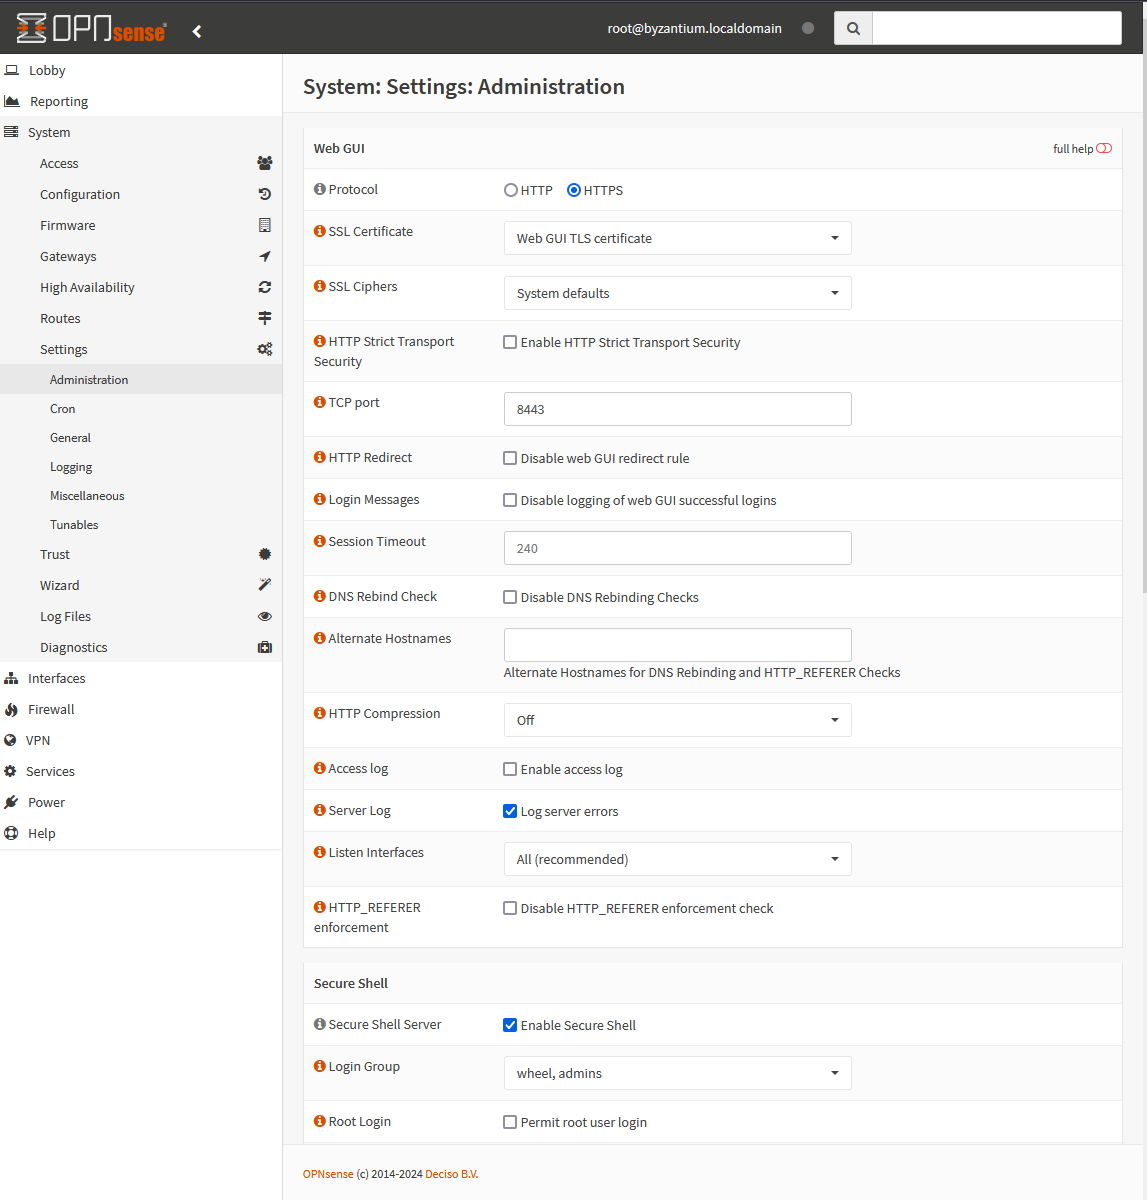 OPNsense
root@byzantium.localdomain
Lobby
Reporting
System
Access
Configuration
Firmware
Gateways
High Availability
Routes
Settings
Administration
Cron
General
Logging
Miscellaneous
Tunables
Trust
Wizard
Log Files
Diagnostics
Interfaces
Firewall
VPN
Services
Power
Help
System: Settings: Administration
Web GUI full help
Protocol HTTP HTTPS
SSL Certificate Web GUI TLS certificate
SSL Ciphers System defaults
HTTP Strict Transport Enable HTTP Strict Transport Security
Security
TCP port 8443
HTTP Redirect Disable web GUI redirect rule
Login Messages Disable logging of web GUI successful logins
Session Timeout 240
DNS Rebind Check Disable DNS Rebinding Checks
Alternate Hostnames
Alternate Hostnames for DNS Rebinding and HTTP_REFERER Checks
HTTP Compression Off
Access log Enable access log
Server Log Log server errors
Listen Interfaces All (recommended)
HTTP_REFERER Disable HTTP_REFERER enforcement check
enforcement
Secure Shell
Secure Shell Server Enable Secure Shell
Login Group wheel, admins
Root Login Permit root user login
OPNsense (c) 2014-2024 Deciso B.V.